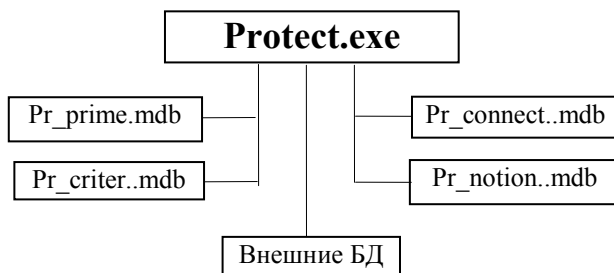 Protect.exe
Pr_prime.mdb
Pr_connect..mdb
Pr_criter..mdb
Pr_notion..mdb
Внешние БД